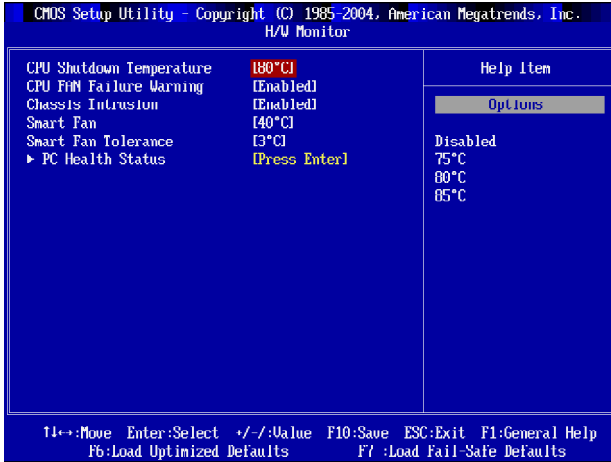 CMOS Setup Utility - Copyright (C) 1985-2004, American Megatrends, Inc.
H/W Monitor
CPU Shutdown Temperature [80°C]
CPU FAN Failure Warning [Enabled]
Chassis Intrusion [Enabled]
Smart Fan [40°C]
Smart Fan Tolerance [3°C]
► PC Health Status [Press Enter]
Help Item
Options
Disabled
75°C
80°C
85°C
↑↓←→:Move Enter:Select +/-/:Value F10:Save ESC:Exit F1:General Help
F6:Load Optimized Defaults F7 :Load Fail-Safe Defaults